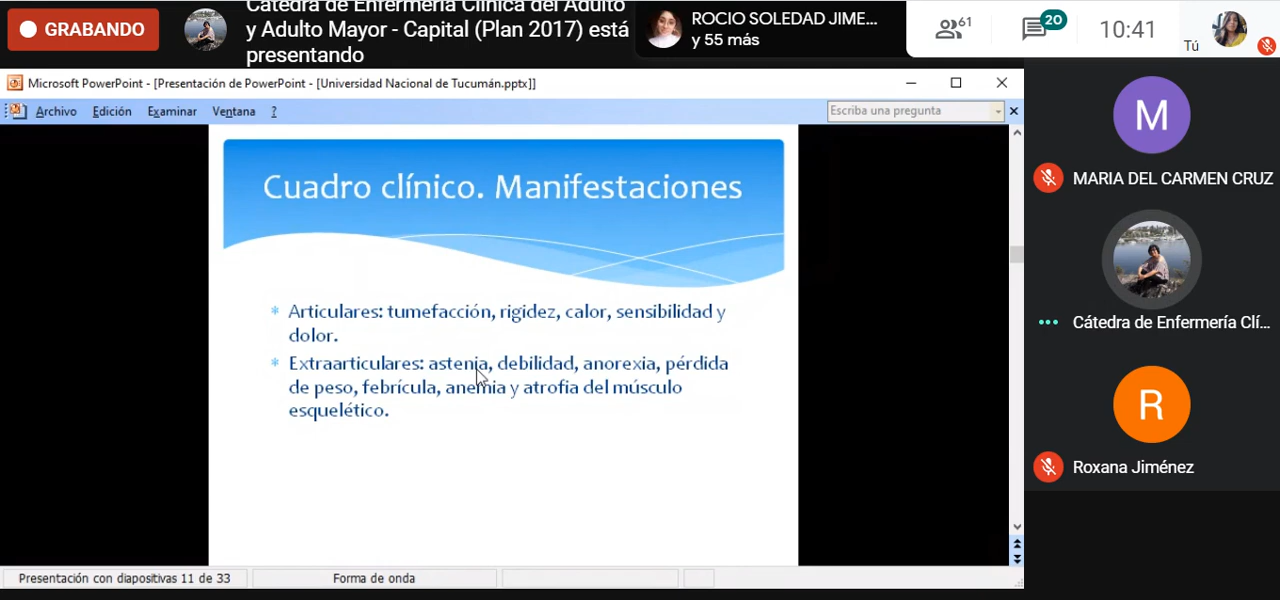 GRABANDO
Cátedra de Enfermería Clínica del Adulto
y Adulto Mayor - Capital (Plan 2017) está
presentando
ROCIO SOLEDAD JIME...
y 55 más
61
20
10:41
Tú
Microsoft PowerPoint - [Presentación de PowerPoint - [Universidad Nacional de Tucumán.pptx]]
Archivo Edición Examinar Ventana ?
Escriba una pregunta
Cuadro clínico. Manifestaciones
Articulares: tumefacción, rigidez, calor, sensibilidad y
dolor.
Extraarticulares: astenia, debilidad, anorexia, pérdida
de peso, febrícula, anemia y atrofia del músculo
esquelético.
Presentación con diapositivas 11 de 33
Forma de onda
M
MARIA DEL CARMEN CRUZ
Cátedra de Enfermería Clí...
R
Roxana Jiménez